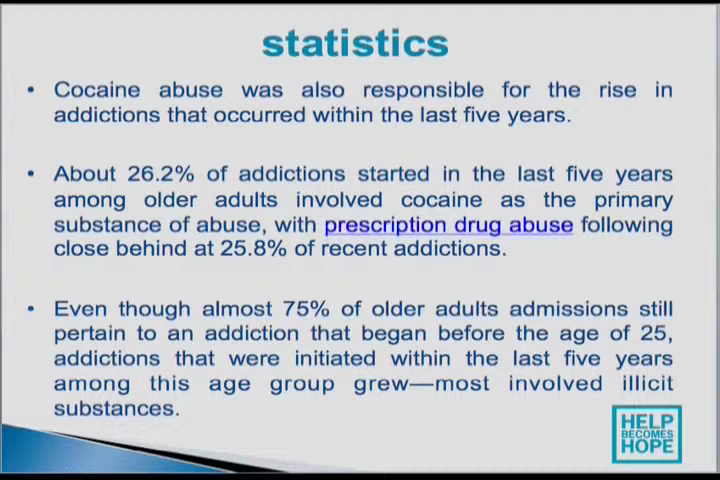 statistics
• Cocaine abuse was also responsible for the rise in
addictions that occurred within the last five years.
• About 26.2% of addictions started in the last five years
among older adults involved cocaine as the primary
substance of abuse, with prescription drug abuse following
close behind at 25.8% of recent addictions.
• Even though almost 75% of older adults admissions still
pertain to an addiction that began before the age of 25,
addictions that were initiated within the last five years
among this age group grew—most involved illicit
substances.
HELP
BECOMES
HOPE